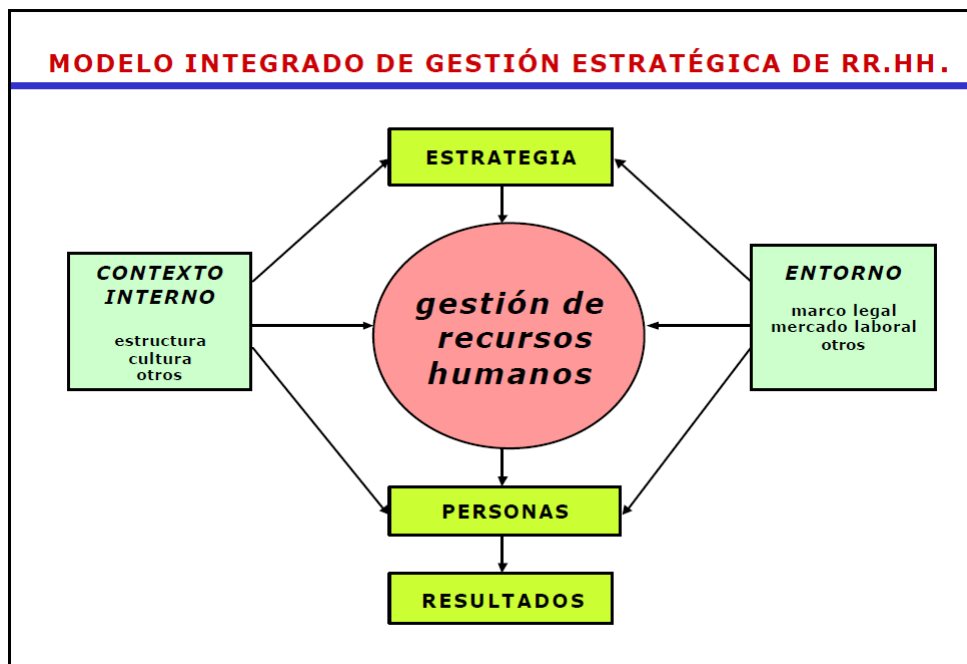 MODELO INTEGRADO DE GESTIÓN ESTRATÉGICA DE RR.HH.
ESTRATEGIA
CONTEXTO
INTERNO
estructura
cultura
otros
gestión de
recursos
humanos
ENTORNO
marco legal
mercado laboral
otros
PERSONAS
RESULTADOS